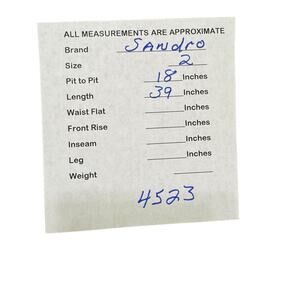 ALL MEASUREMENTS ARE APPROXIMATE
Brand SANdRO
Size 2
Pit to Pit 18 Inches
Length 39 Inches
Waist Flat Inches
Front Rise Inches
Inseam Inches
Leg Inches
Weight
4523